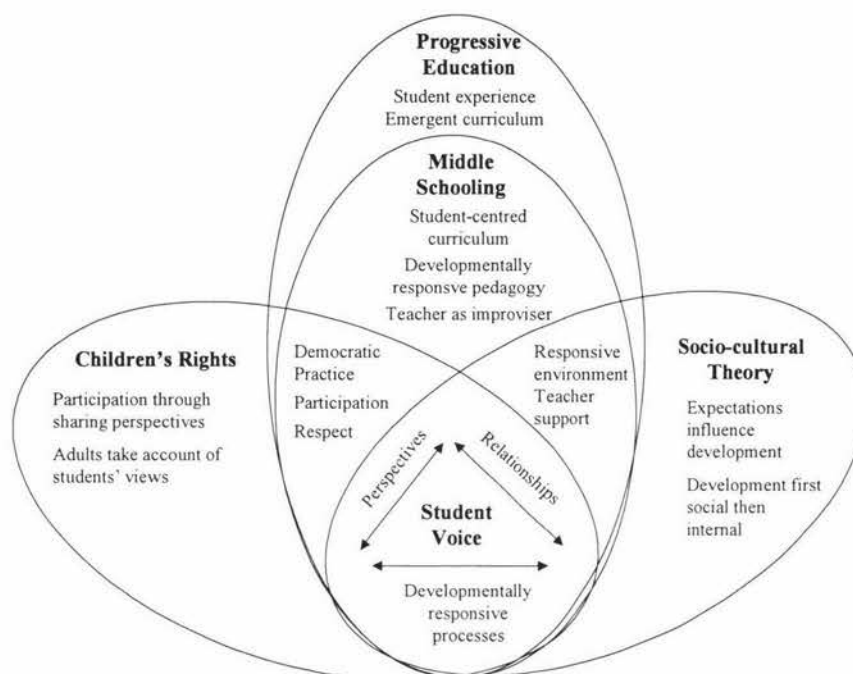 Progressive
Education
Student experience
Emergent curriculum
Middle
Schooling
Student-centred
curriculum
Developmentally
responsve pedagogy
Teacher as improviser
Children's Rights
Participation through
sharing perspectives
Adults take account of
students' views
Democratic
Practice
Participation
Respect
Responsive
environment
Teacher
support
Socio-cultural
Theory
Expectations
influence
development
Development first
social then
internal
Perspectives
Relationships
Student
Voice
Developmentally
responsive
processes